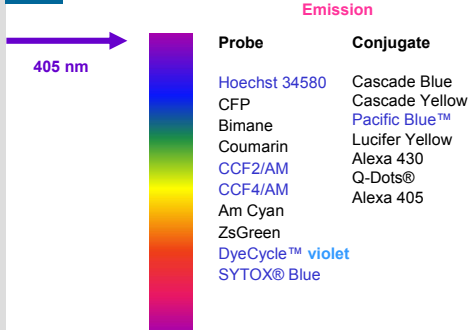 Emission
405 nm
Probe
Hoechst 34580
CFP
Bimane
Coumarin
CCF2/AM
CCF4/AM
Am Cyan
ZsGreen
DyeCycle™ violet
SYTOX® Blue
Conjugate
Cascade Blue
Cascade Yellow
Pacific Blue™
Lucifer Yellow
Alexa 430
Q-Dots®
Alexa 405